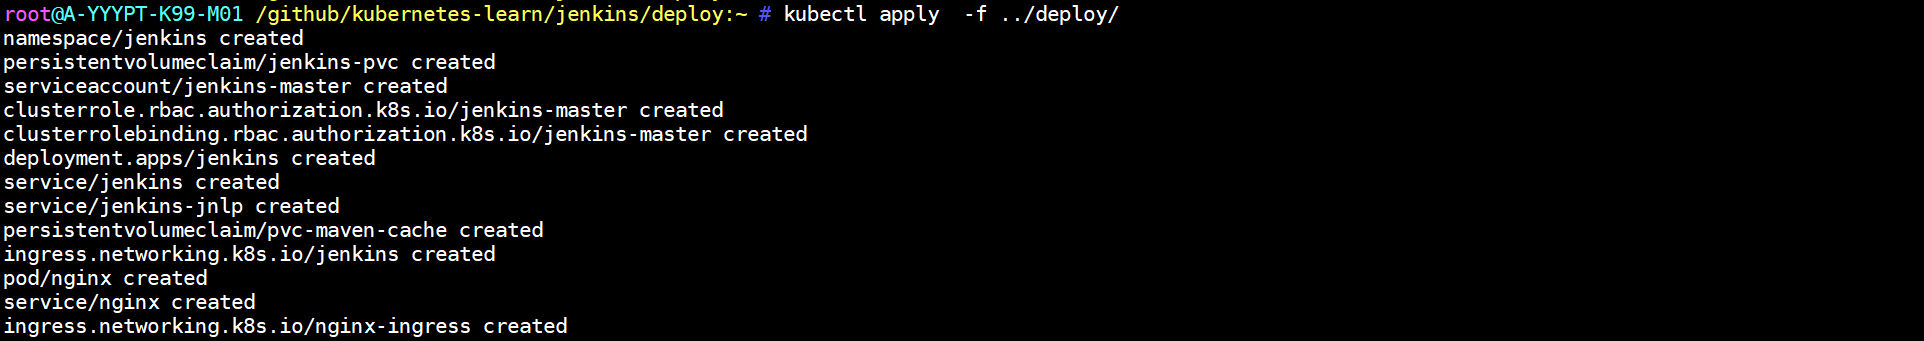 root@A-YYYPT-K99-M01 /github/kubernetes-learn/jenkins/deploy:~ # kubectl apply  -f ../deploy/
namespace/jenkins created
persistentvolumeclaim/jenkins-pvc created
serviceaccount/jenkins-master created
clusterrole.rbac.authorization.k8s.io/jenkins-master created
clusterrolebinding.rbac.authorization.k8s.io/jenkins-master created
deployment.apps/jenkins created
service/jenkins created
service/jenkins-jnlp created
persistentvolumeclaim/pvc-maven-cache created
ingress.networking.k8s.io/jenkins created
pod/nginx created
service/nginx created
ingress.networking.k8s.io/nginx-ingress created